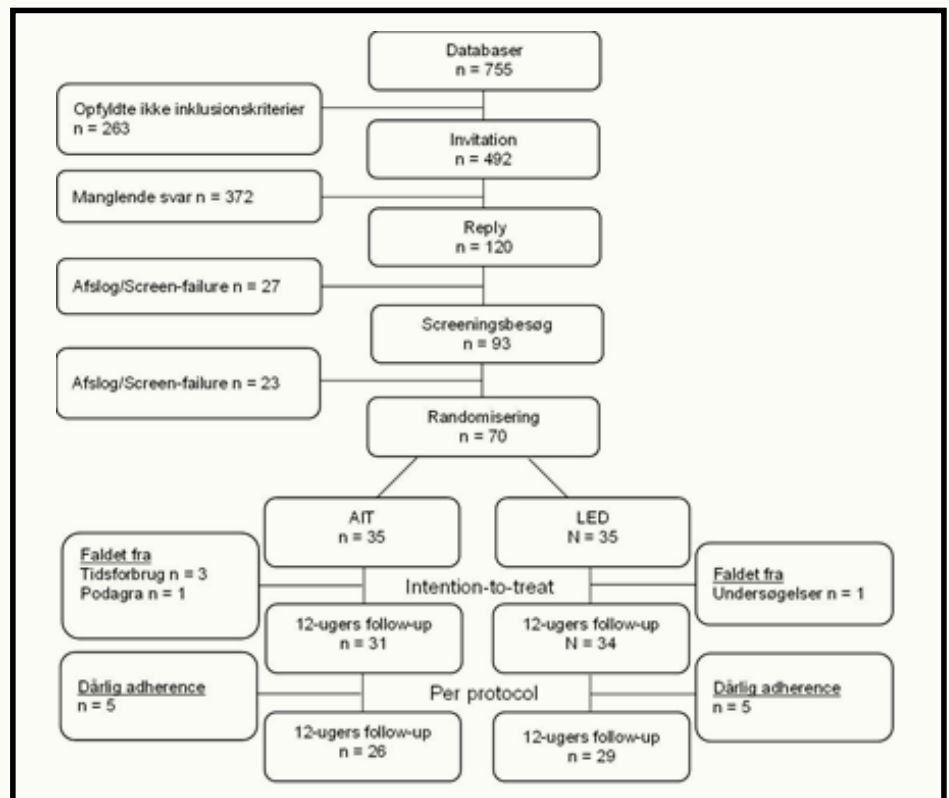 Databaser
n = 755
Opfyldte ikke inklusionskriterier
n = 263
Invitation
n = 492
Manglende svar n = 372
Reply
n = 120
Afslog/Screen-failure n = 27
Screeningsbesøg
n = 93
Afslog/Screen-failure n = 23
Randomisering
n = 70
AIT
n = 35
LED
N = 35
Faldet fra
Tidsforbrug n = 3
Podagra n = 1
Intention-to-treat
Faldet fra
Undersøgelser n = 1
12-ugers follow-up
n = 31
12-ugers follow-up
N = 34
Dårlig adherence
n = 5
Per protocol
Dårlig adherence
n = 5
12-ugers follow-up
n = 26
12-ugers follow-up
n = 29